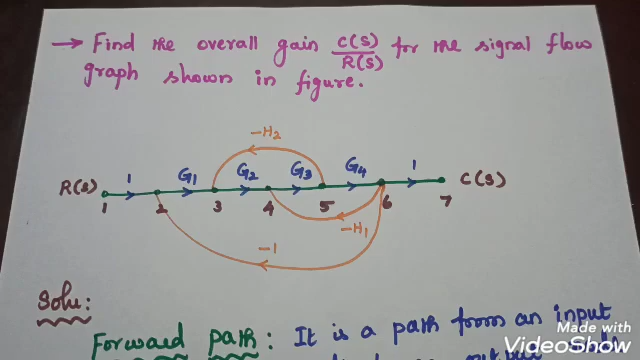 → Find the overall gain C(S)/R(S) for the signal flow
graph shown in figure.
-H2
G1 G2 G3 G4
R(s) 1 1 C(S)
1 2 3 4 5 6 7
-H1
-1
Solu:
Forward path: It is a path from an input
Made with
VideoShow